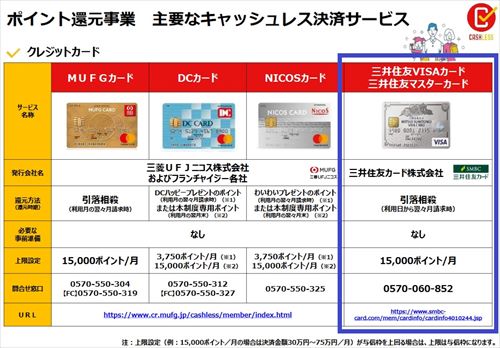 ポイント還元事業　主要なキャッシュレス決済サービス
CASHLESS
クレジットカード
サービス
名称
MUFGカード
DCカード
NICOSカード
三井住友VISAカード
三井住友マスターカード
MUFG CARD
DC CARD
DC
NICOS CARD
NICOS
VISA
発行会社名
三菱UFJニコス株式会社
およびフランチャイジー各社
MUFG
三菱UFJニコス
三井住友カード株式会社
SMBC
三井住友カード
還元方法
(還元時期)
引落相殺
(利用月の翌々月請求時)
DCハッピープレゼントのポイント
(利用月の翌々月請求時) (※1)
または本制度専用ポイント
(利用月の翌月末) (※2)
わいわいプレゼントのポイント
(利用月の翌々月請求時) (※1)
または本制度専用ポイント
(利用月の翌月末) (※2)
引落相殺
(利用日から翌々月請求時)
必要な
事前準備
なし
なし
上限設定
15,000ポイント/月
3,750ポイント/月 (※1)
15,000ポイント/月 (※2)
3,750ポイント/月 (※1)
15,000ポイント/月 (※2)
15,000ポイント/月
問合せ窓口
0570-550-304
[FC]0570-550-319
0570-550-312
[FC]0570-550-327
0570-550-325
0570-060-852
URL
https://www.cr.mufg.jp/cashless/member/index.html
https://www.smbc-
card.com/mem/cardinfo/cardinfo4010244.jsp
注：上限設定（例：15,000ポイント／月の場合は決済金額30万円～75万円／月）が与信枠を上回る場合は、上限は与信枠になります。